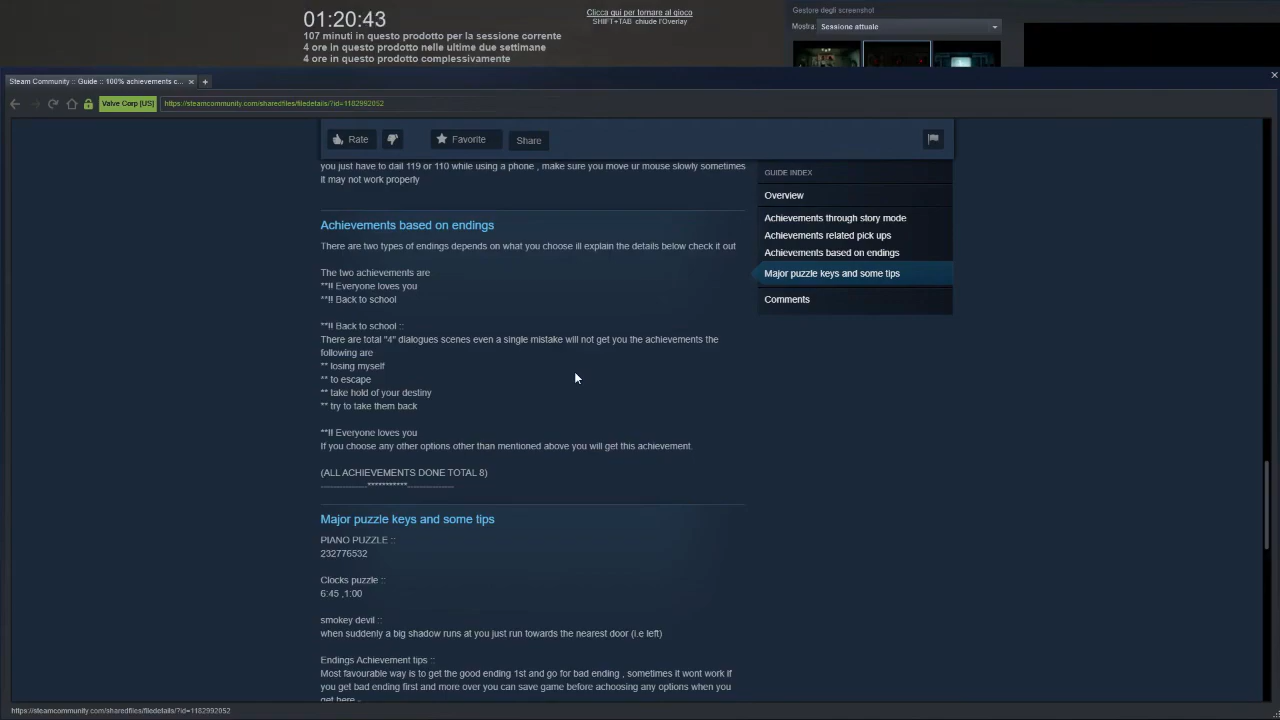 01:20:43
107 minuti in questo prodotto per la sessione corrente
4 ore in questo prodotto nelle ultime due settimane
4 ore in questo prodotto complessivamente
Clicca qui per tornare al gioco
SHIFT+TAB chiude l'Overlay
Gestore degli screenshot
Mostra: Sessione attuale
Steam Community :: Guide :: 100% achievements c...
Valve Corp [US]
https://steamcommunity.com/sharedfiles/filedetails/?id=1182992052
Rate
Favorite
Share
you just have to dail 119 or 110 while using a phone , make sure you move ur mouse slowly sometimes
it may not work properly
Achievements based on endings
There are two types of endings depends on what you choose ill explain the details below check it out
The two achievements are
**!! Everyone loves you
**!! Back to school
**!! Back to school ::
There are total "4" dialogues scenes even a single mistake will not get you the achievements the
following are
** losing myself
** to escape
** take hold of your destiny
** try to take them back
**!! Everyone loves you
If you choose any other options other than mentioned above you will get this achievement.
(ALL ACHIEVEMENTS DONE TOTAL 8)
-----------------***********-----------------
Major puzzle keys and some tips
PIANO PUZZLE ::
232776532
Clocks puzzle ::
6:45 ,1:00
smokey devil ::
when suddenly a big shadow runs at you just run towards the nearest door (i.e left)
Endings Achievement tips ::
Most favourable way is to get the good ending 1st and go for bad ending , sometimes it wont work if
you get bad ending first and more over you can save game before achoosing any options when you
get here -
GUIDE INDEX
Overview
Achievements through story mode
Achievements related pick ups
Achievements based on endings
Major puzzle keys and some tips
Comments
https://steamcommunity.com/sharedfiles/filedetails/?id=1182992052